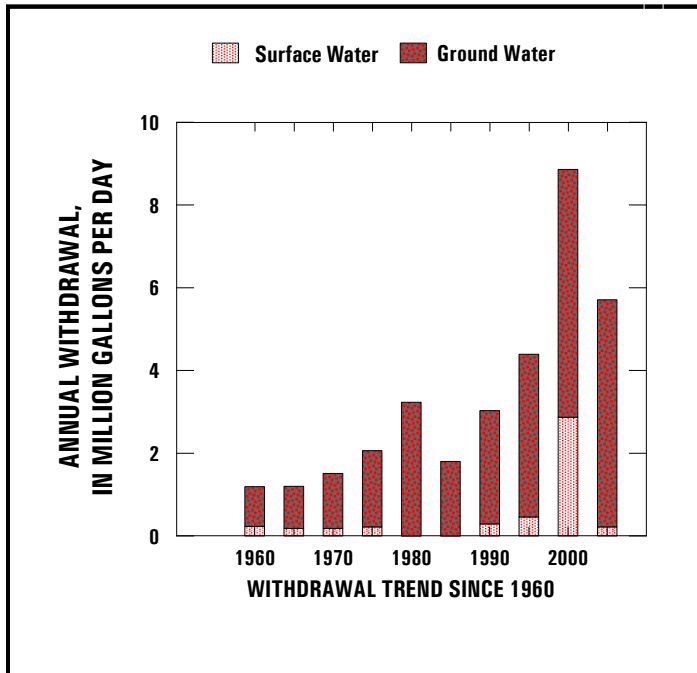 Surface Water
Ground Water
ANNUAL WITHDRAWAL,
IN MILLION GALLONS PER DAY
10
8
6
4
2
0
1960
1970
1980
1990
2000
WITHDRAWAL TREND SINCE 1960